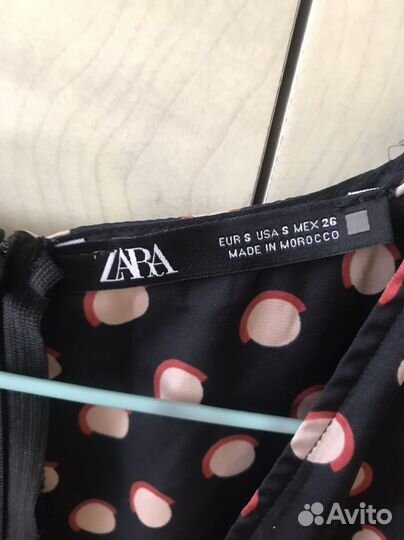 ZARA
EUR S USA S MEX 26
MADE IN MOROCCO
Avito